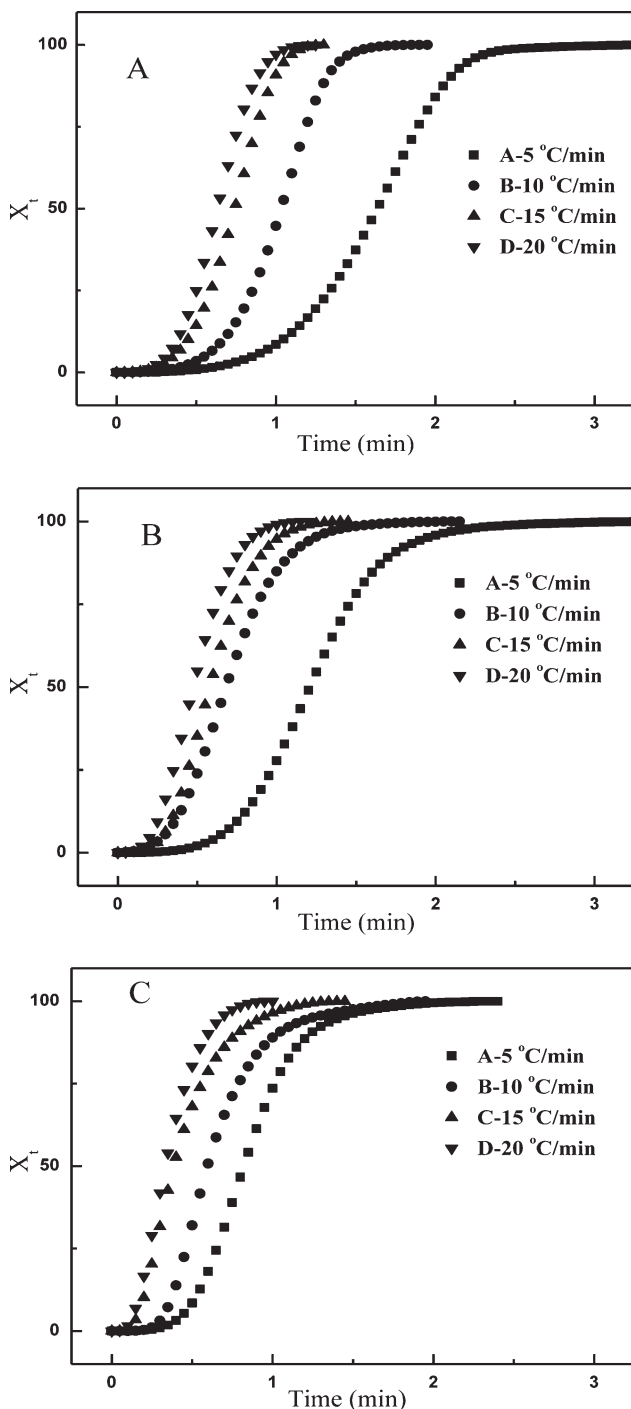 A
100
50
0
X_t
A-5 °C/min
B-10 °C/min
C-15 °C/min
D-20 °C/min
0 1 2 3
Time (min)
B
100
50
0
X_t
A-5 °C/min
B-10 °C/min
C-15 °C/min
D-20 °C/min
0 1 2 3
Time (min)
C
100
50
0
X_t
A-5 °C/min
B-10 °C/min
C-15 °C/min
D-20 °C/min
0 1 2 3
Time (min)